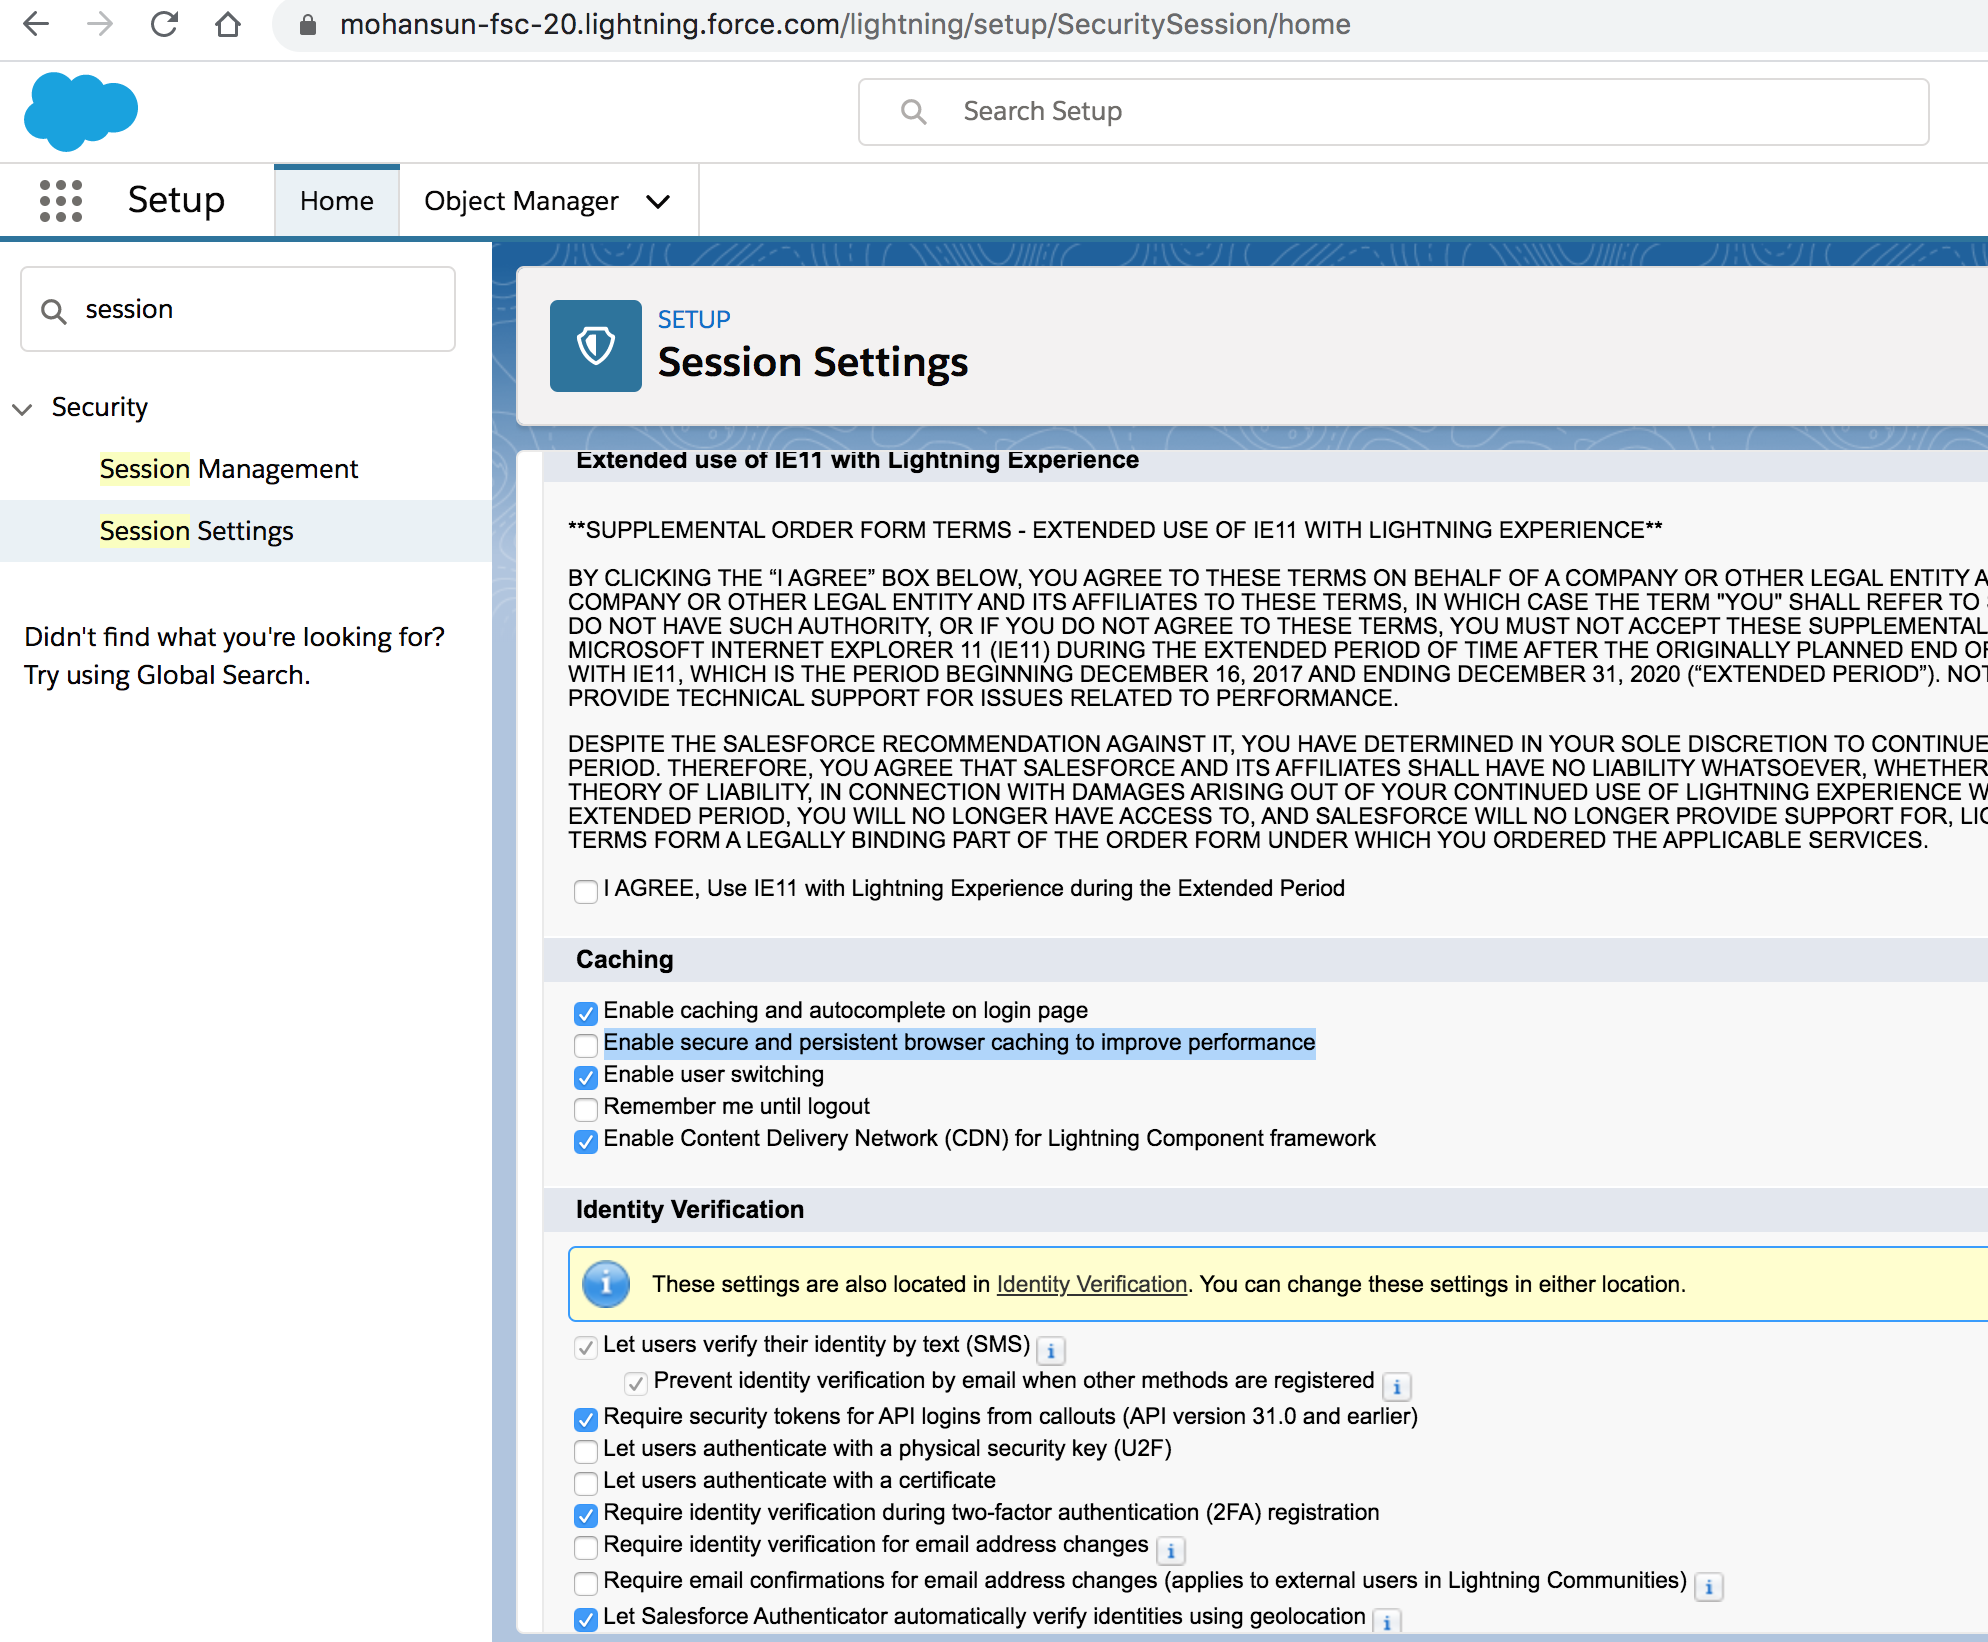 mohansun-fsc-20.lightning.force.com/lightning/setup/SecuritySession/home
Search Setup
Setup
Home
Object Manager
session
Security
Session Management
Session Settings
Didn't find what you're looking for?
Try using Global Search.
SETUP
Session Settings
Extended use of IE11 with Lightning Experience
**SUPPLEMENTAL ORDER FORM TERMS - EXTENDED USE OF IE11 WITH LIGHTNING EXPERIENCE**
BY CLICKING THE “I AGREE” BOX BELOW, YOU AGREE TO THESE TERMS ON BEHALF OF A COMPANY OR OTHER LEGAL ENTITY
COMPANY OR OTHER LEGAL ENTITY AND ITS AFFILIATES TO THESE TERMS, IN WHICH CASE THE TERM "YOU" SHALL REFER TO
DO NOT HAVE SUCH AUTHORITY, OR IF YOU DO NOT AGREE TO THESE TERMS, YOU MUST NOT ACCEPT THESE SUPPLEMENTAL
MICROSOFT INTERNET EXPLORER 11 (IE11) DURING THE EXTENDED PERIOD OF TIME AFTER THE ORIGINALLY PLANNED END OF
WITH IE11, WHICH IS THE PERIOD BEGINNING DECEMBER 16, 2017 AND ENDING DECEMBER 31, 2020 (“EXTENDED PERIOD”).
PROVIDE TECHNICAL SUPPORT FOR ISSUES RELATED TO PERFORMANCE.
DESPITE THE SALESFORCE RECOMMENDATION AGAINST IT, YOU HAVE DETERMINED IN YOUR SOLE DISCRETION TO CONTINUE
PERIOD. THEREFORE, YOU AGREE THAT SALESFORCE AND ITS AFFILIATES SHALL HAVE NO LIABILITY WHATSOEVER, WHETHER
THEORY OF LIABILITY, IN CONNECTION WITH DAMAGES ARISING OUT OF YOUR CONTINUED USE OF LIGHTNING EXPERIENCE
EXTENDED PERIOD, YOU WILL NO LONGER HAVE ACCESS TO, AND SALESFORCE WILL NO LONGER PROVIDE SUPPORT FOR,
TERMS FORM A LEGALLY BINDING PART OF THE ORDER FORM UNDER WHICH YOU ORDERED THE APPLICABLE SERVICES.
I AGREE, Use IE11 with Lightning Experience during the Extended Period
Caching
Enable caching and autocomplete on login page
Enable secure and persistent browser caching to improve performance
Enable user switching
Remember me until logout
Enable Content Delivery Network (CDN) for Lightning Component framework
Identity Verification
These settings are also located in Identity Verification. You can change these settings in either location.
Let users verify their identity by text (SMS)
Prevent identity verification by email when other methods are registered
Require security tokens for API logins from callouts (API version 31.0 and earlier)
Let users authenticate with a physical security key (U2F)
Let users authenticate with a certificate
Require identity verification during two-factor authentication (2FA) registration
Require identity verification for email address changes
Require email confirmations for email address changes (applies to external users in Lightning Communities)
Let Salesforce Authenticator automatically verify identities using geolocation